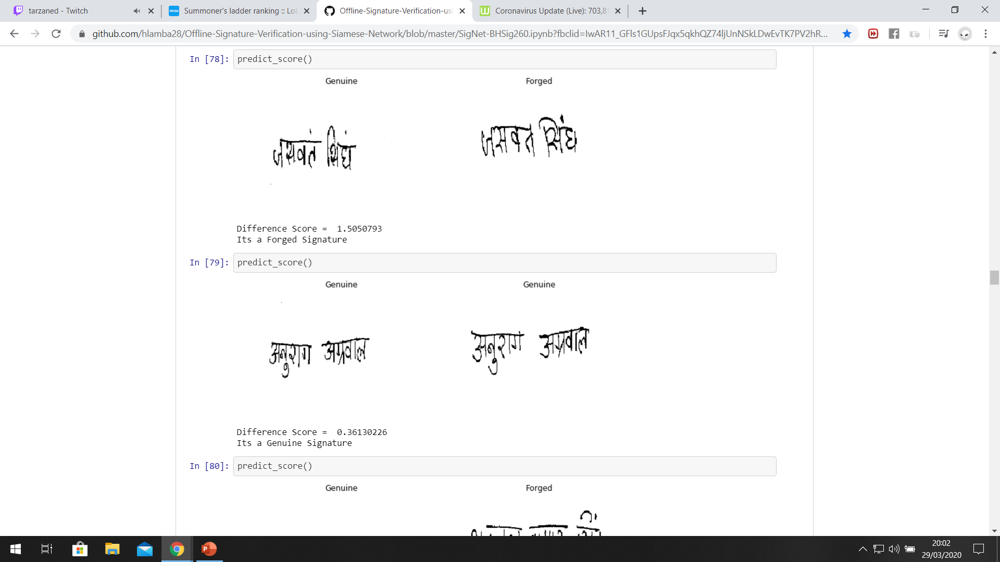 tarzaned - Twitch
Summoner's ladder ranking :: LoL
Offline-Signature-Verification-usi
Coronavirus Update (Live): 703,81
github.com/hlamba28/Offline-Signature-Verification-using-Siamese-Network/blob/master/SigNet-BHSig260.ipynb?fbclid=IwAR11_GFls1GUpsFJqx5qkhQZ74ljUnNSkLDwEvTK7PV2hR...
In [78]: predict_score()
Genuine Forged
जसवंत सिंघ जसवत सिंघ
Difference Score = 1.5050793
Its a Forged Signature
In [79]: predict_score()
Genuine Genuine
अनुराग अग्रवाल अनुराग अग्रवाल
Difference Score = 0.36130226
Its a Genuine Signature
In [80]: predict_score()
Genuine Forged
20:02
29/03/2020